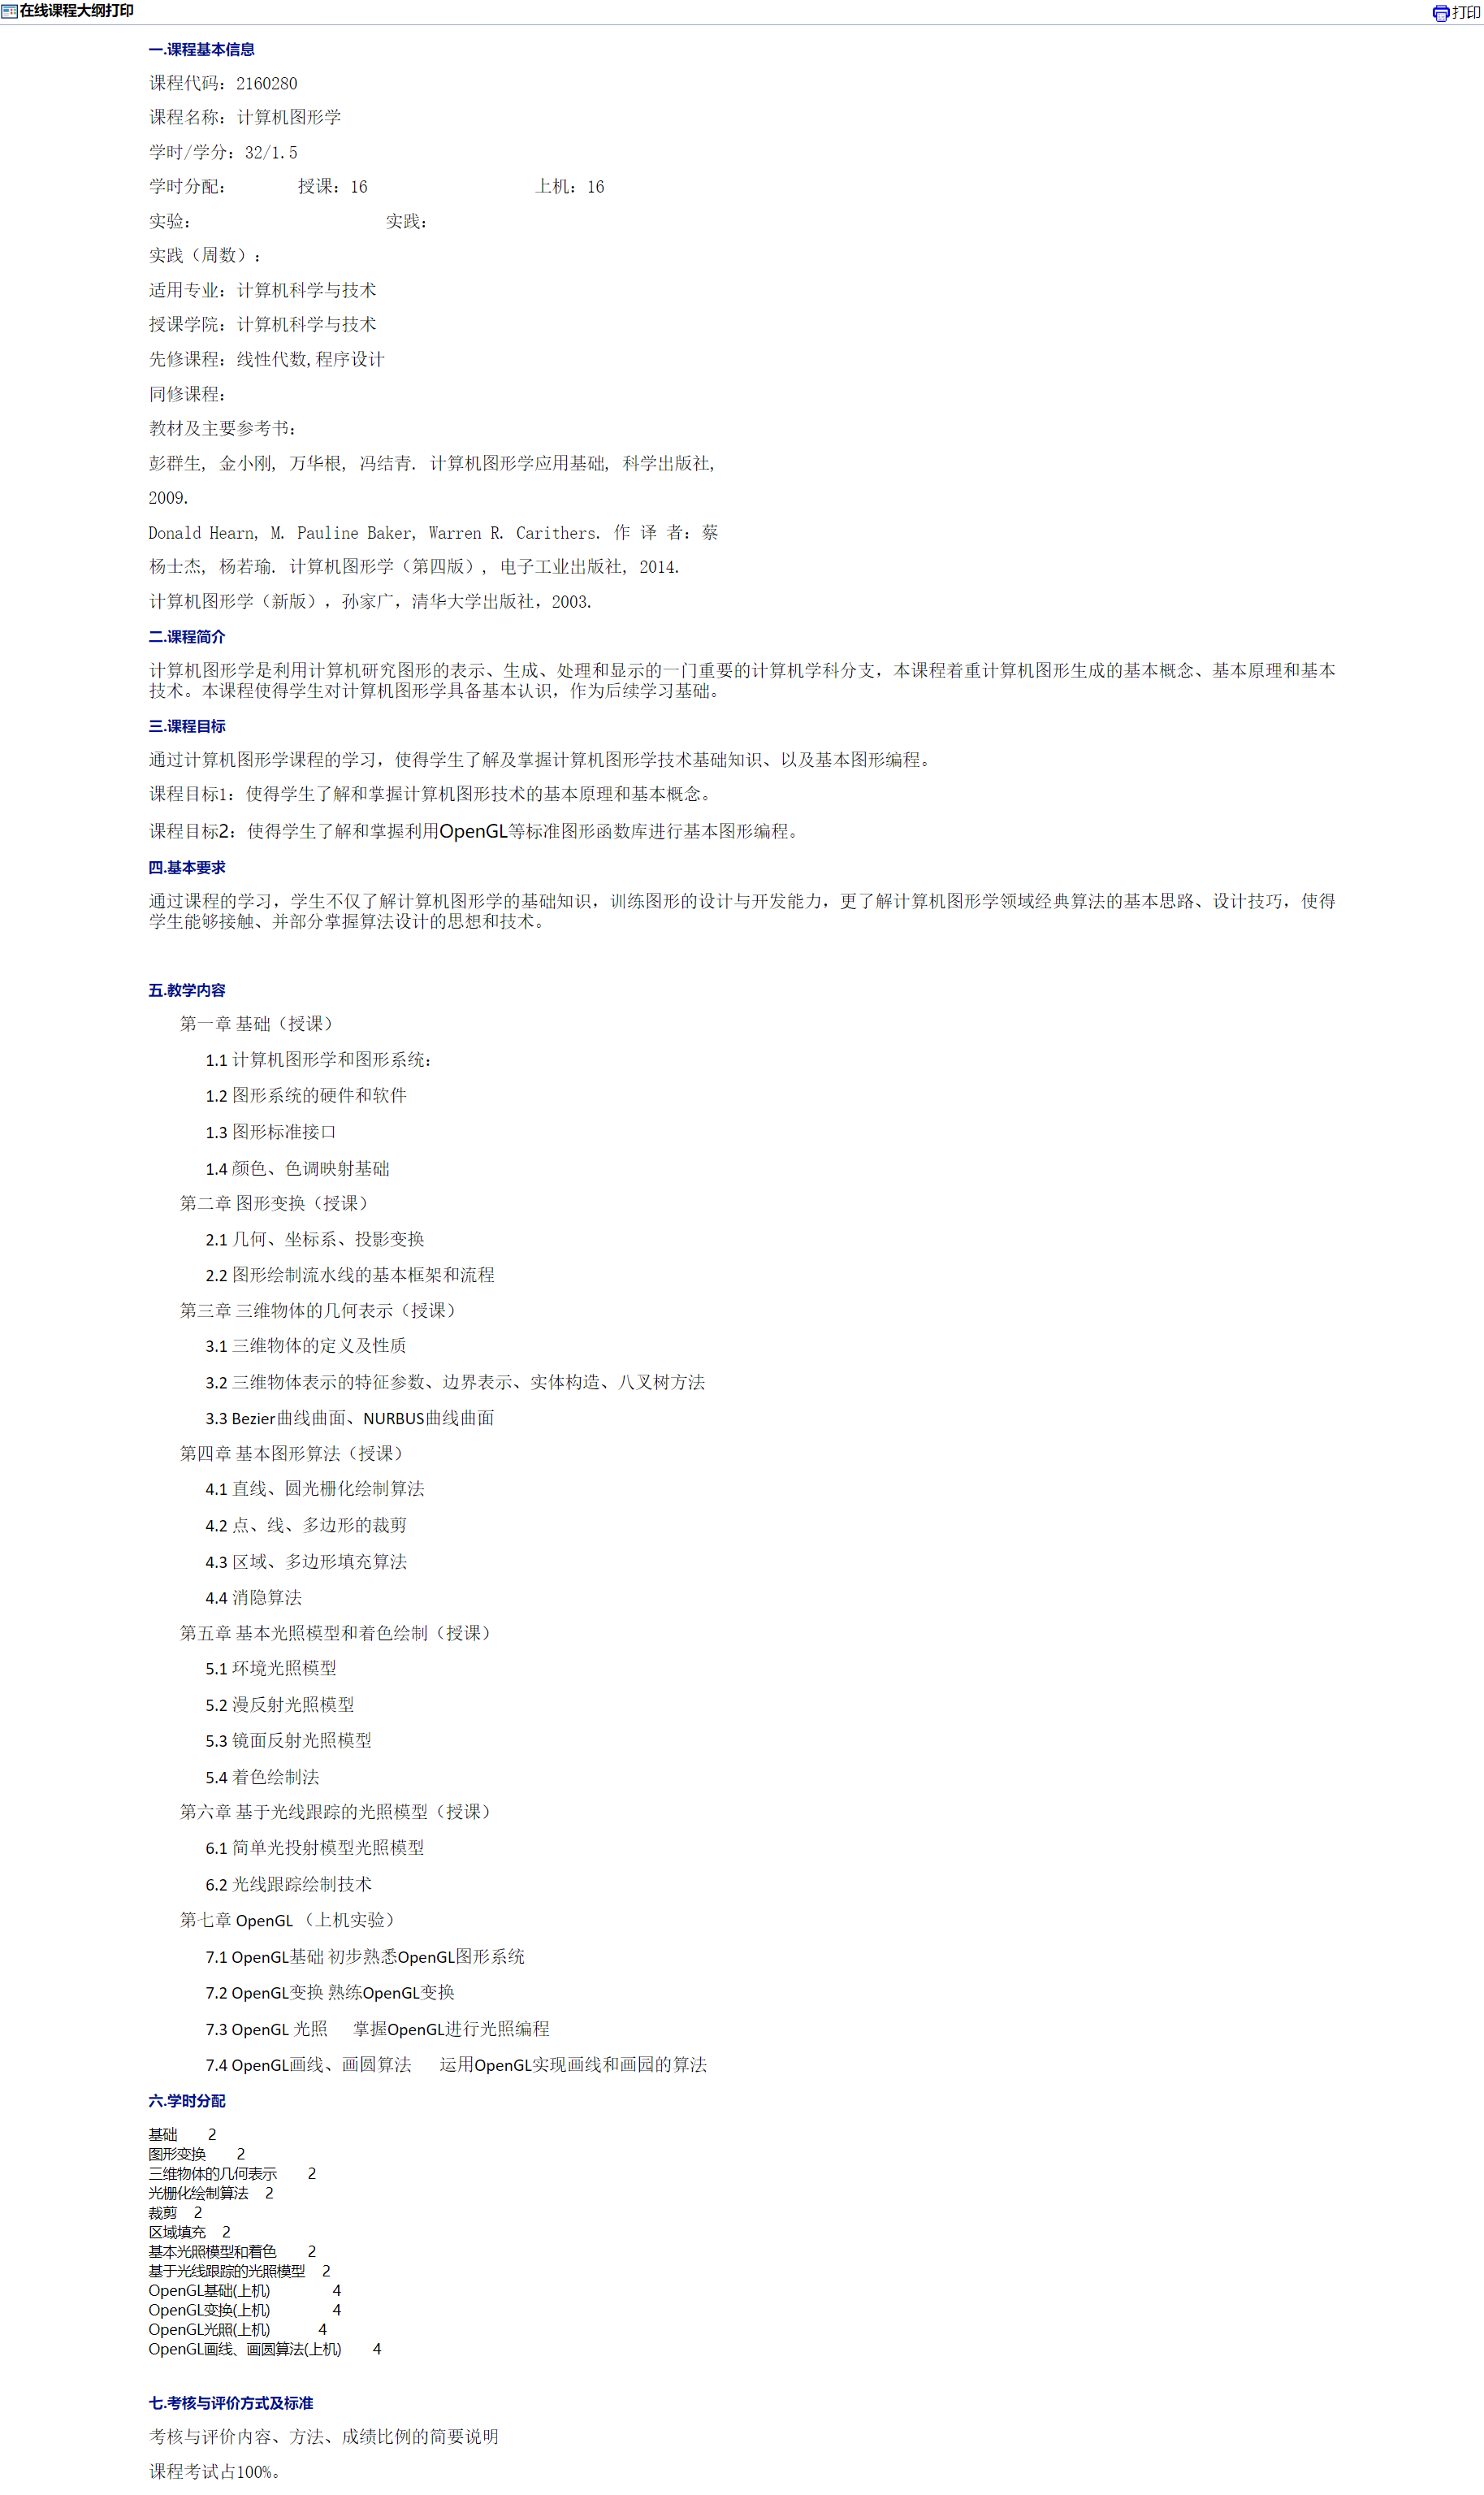 在线课程大纲打印 打印
一.课程基本信息
课程代码：2160280
课程名称：计算机图形学
学时/学分：32/1.5
学时分配： 授课：16 上机：16
实验： 实践：
实践（周数）：
适用专业：计算机科学与技术
授课学院：计算机科学与技术
先修课程：线性代数,程序设计
同修课程：
教材及主要参考书：
彭群生, 金小刚, 万华根, 冯结青. 计算机图形学应用基础, 科学出版社,
2009.
Donald Hearn, M. Pauline Baker, Warren R. Carithers. 作 译 者：蔡
杨士杰, 杨若瑜. 计算机图形学（第四版）, 电子工业出版社, 2014.
计算机图形学（新版），孙家广，清华大学出版社，2003.
二.课程简介
计算机图形学是利用计算机研究图形的表示、生成、处理和显示的一门重要的计算机学科分支，本课程着重计算机图形生成的基本概念、基本原理和基本
技术。本课程使得学生对计算机图形学具备基本认识，作为后续学习基础。
三.课程目标
通过计算机图形学课程的学习，使得学生了解及掌握计算机图形学技术基础知识、以及基本图形编程。
课程目标1：使得学生了解和掌握计算机图形技术的基本原理和基本概念。
课程目标2：使得学生了解和掌握利用OpenGL等标准图形函数库进行基本图形编程。
四.基本要求
通过课程的学习，学生不仅了解计算机图形学的基础知识，训练图形的设计与开发能力，更了解计算机图形学领域经典算法的基本思路、设计技巧，使得
学生能够接触、并部分掌握算法设计的思想和技术。
五.教学内容
第一章 基础（授课）
1.1 计算机图形学和图形系统：
1.2 图形系统的硬件和软件
1.3 图形标准接口
1.4 颜色、色调映射基础
第二章 图形变换（授课）
2.1 几何、坐标系、投影变换
2.2 图形绘制流水线的基本框架和流程
第三章 三维物体的几何表示（授课）
3.1 三维物体的定义及性质
3.2 三维物体表示的特征参数、边界表示、实体构造、八叉树方法
3.3 Bezier曲线曲面、NURBUS曲线曲面
第四章 基本图形算法（授课）
4.1 直线、圆光栅化绘制算法
4.2 点、线、多边形的裁剪
4.3 区域、多边形填充算法
4.4 消隐算法
第五章 基本光照模型和着色绘制（授课）
5.1 环境光照模型
5.2 漫反射光照模型
5.3 镜面反射光照模型
5.4 着色绘制法
第六章 基于光线跟踪的光照模型（授课）
6.1 简单光投射模型光照模型
6.2 光线跟踪绘制技术
第七章 OpenGL （上机实验）
7.1 OpenGL基础 初步熟悉OpenGL图形系统
7.2 OpenGL变换 熟练OpenGL变换
7.3 OpenGL 光照 掌握OpenGL进行光照编程
7.4 OpenGL画线、画圆算法 运用OpenGL实现画线和画园的算法
六.学时分配
基础 2
图形变换 2
三维物体的几何表示 2
光栅化绘制算法 2
裁剪 2
区域填充 2
基本光照模型和着色 2
基于光线跟踪的光照模型 2
OpenGL基础(上机) 4
OpenGL变换(上机) 4
OpenGL光照(上机) 4
OpenGL画线、画圆算法(上机) 4
七.考核与评价方式及标准
考核与评价内容、方法、成绩比例的简要说明
课程考试占100%。